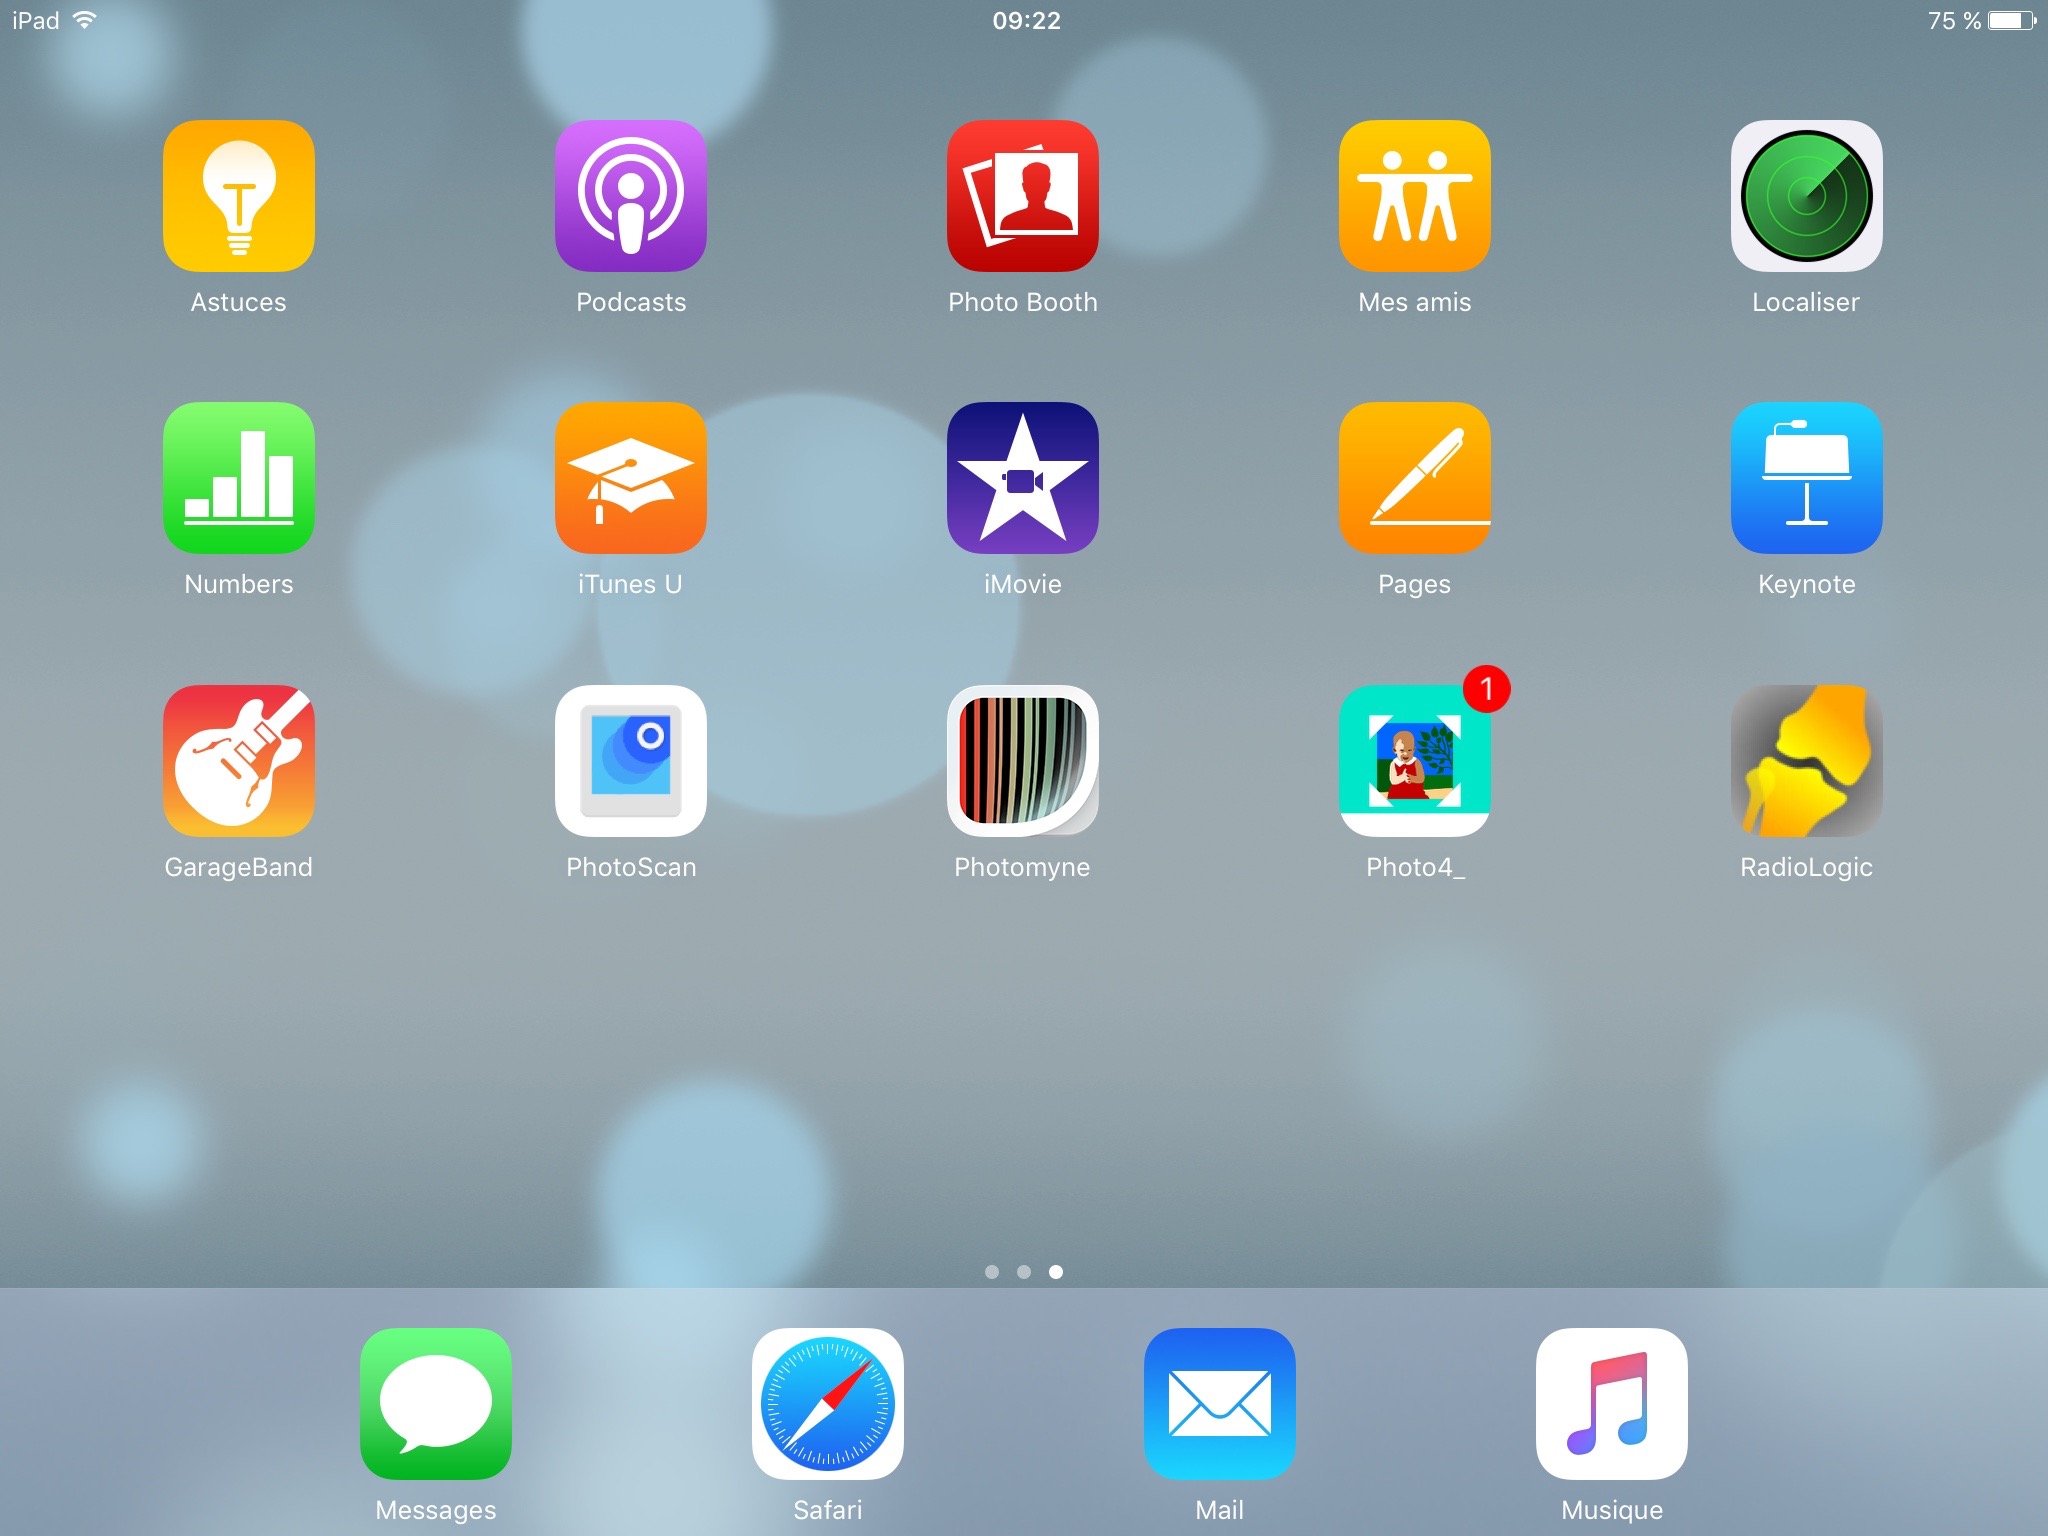 iPad 09:22 75 %
Astuces Podcasts Photo Booth Mes amis Localiser
Numbers iTunes U iMovie Pages Keynote
1
GarageBand PhotoScan Photomyne Photo4_ RadioLogic
Messages Safari Mail Musique